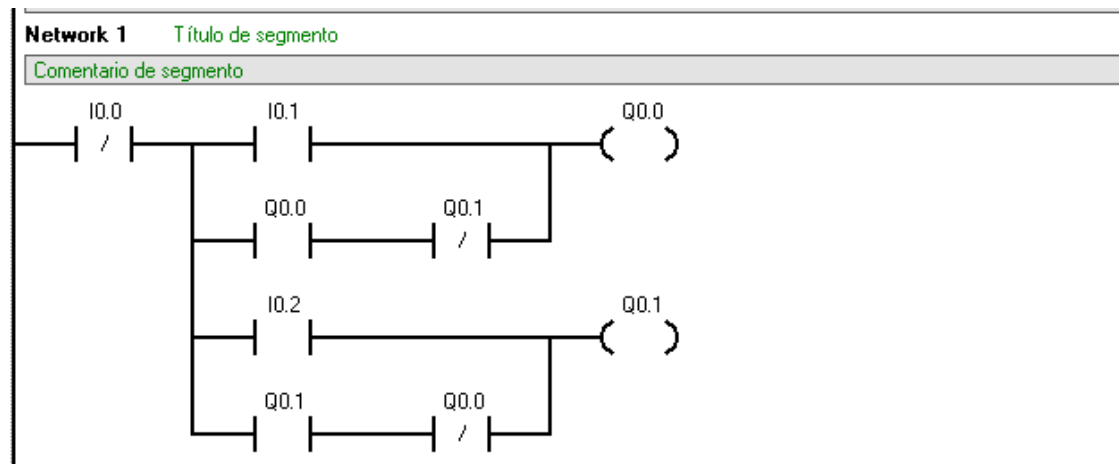 Network 1 Título de segmento
Comentario de segmento
I0.0 I0.1 Q0.0
Q0.0 Q0.1
I0.2 Q0.1
Q0.1 Q0.0